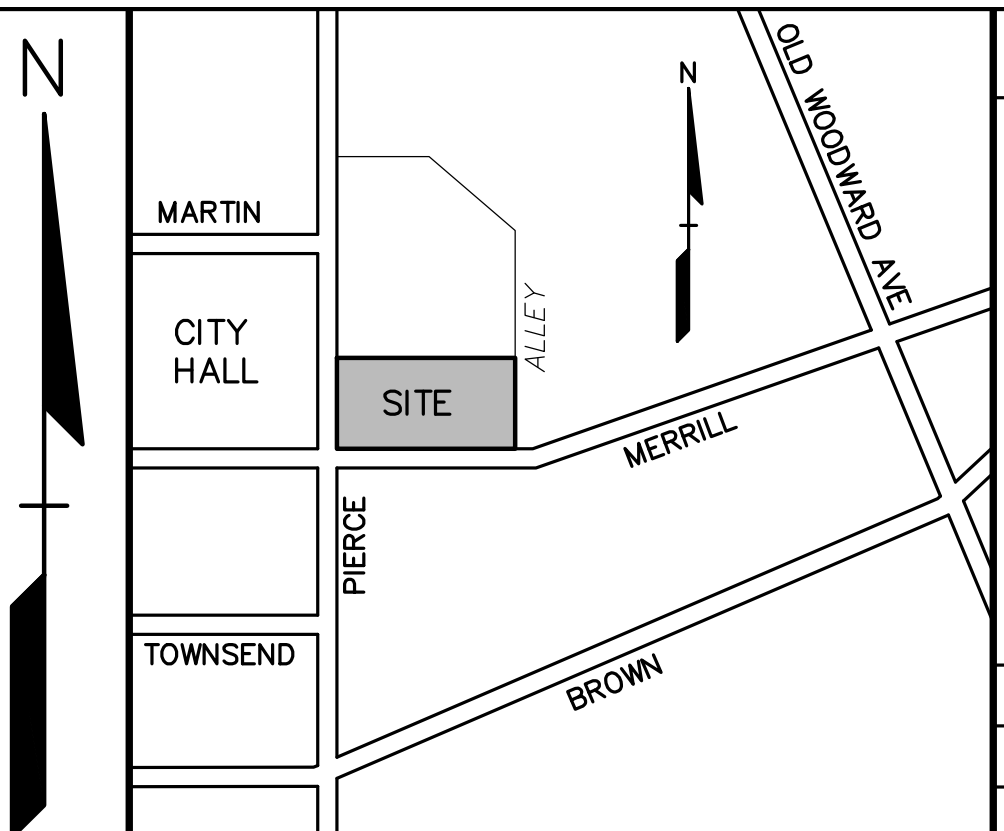 N
N
OLD WOODWARD AVE
MARTIN
CITY
HALL
ALLEY
SITE
MERRILL
PIERCE
TOWNSEND
BROWN